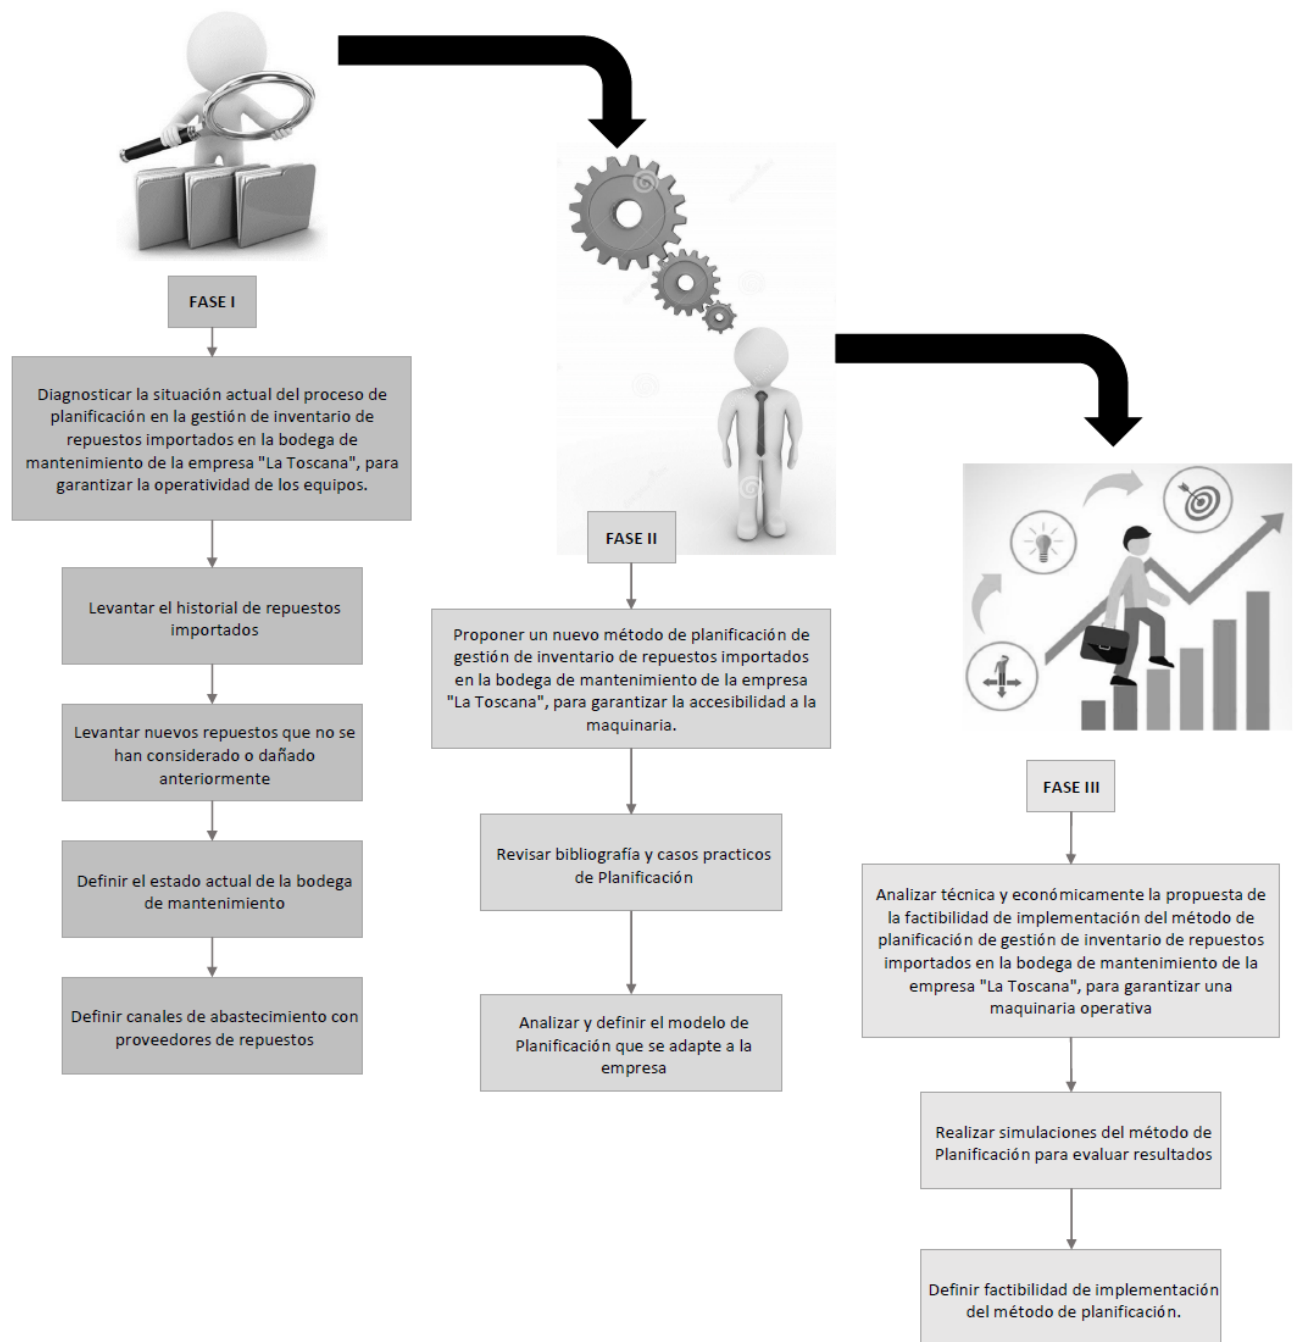 FASE I
Diagnosticar la situación actual del proceso de
planificación en la gestión de inventario de
repuestos importados en la bodega de
mantenimiento de la empresa "La Toscana", para
garantizar la operatividad de los equipos.
Levantar el historial de repuestos
importados
Levantar nuevos repuestos que no se
han considerado o dañado
anteriormente
Definir el estado actual de la bodega
de mantenimiento
Definir canales de abastecimiento con
proveedores de repuestos
FASE II
Proponer un nuevo método de planificación de
gestión de inventario de repuestos importados
en la bodega de mantenimiento de la empresa
"La Toscana", para garantizar la accesibilidad a la
maquinaria.
Revisar bibliografía y casos practicos
de Planificación
Analizar y definir el modelo de
Planificación que se adapte a la
empresa
FASE III
Analizar técnica y económicamente la propuesta de
la factibilidad de implementación del método de
planificación de gestión de inventario de repuestos
importados en la bodega de mantenimiento de la
empresa "La Toscana", para garantizar una
maquinaria operativa
Realizar simulaciones del método de
Planificación para evaluar resultados
Definir factibilidad de implementación
del método de planificación.